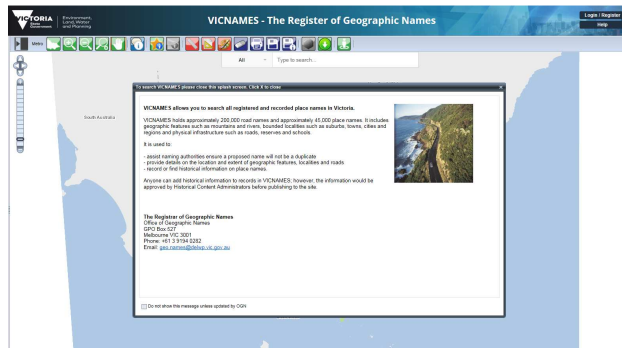 VICTORIA
State
Government
Environment,
Land, Water
and Planning
VICNAMES - The Register of Geographic Names
Login / Register
Help
Metro
All
Type to search...
South Australia
To search VICNAMES please close this splash screen. Click X to close
x
VICNAMES allows you to search all registered and recorded place names in Victoria.
VICNAMES holds approximately 200,000 road names and approximately 45,000 place names. It includes
geographic features such as mountains and rivers, bounded localities such as suburbs, towns, cities and
regions and physical infrastructure such as roads, reserves and schools.
It is used to:
- assist naming authorities ensure a proposed name will not be a duplicate
- provide details on the location and extent of geographic features, localities and roads
- record or find historical information on place names.
Anyone can add historical information to records in VICNAMES; however, the information would be
approved by Historical Content Administrators before publishing to the site.
The Registrar of Geographic Names
Office of Geographic Names
GPO Box 527
Melbourne VIC 3001
Phone: +61 3 9194 0282
Email: geo.names@delwp.vic.gov.au
Do not show this message unless updated by OGN